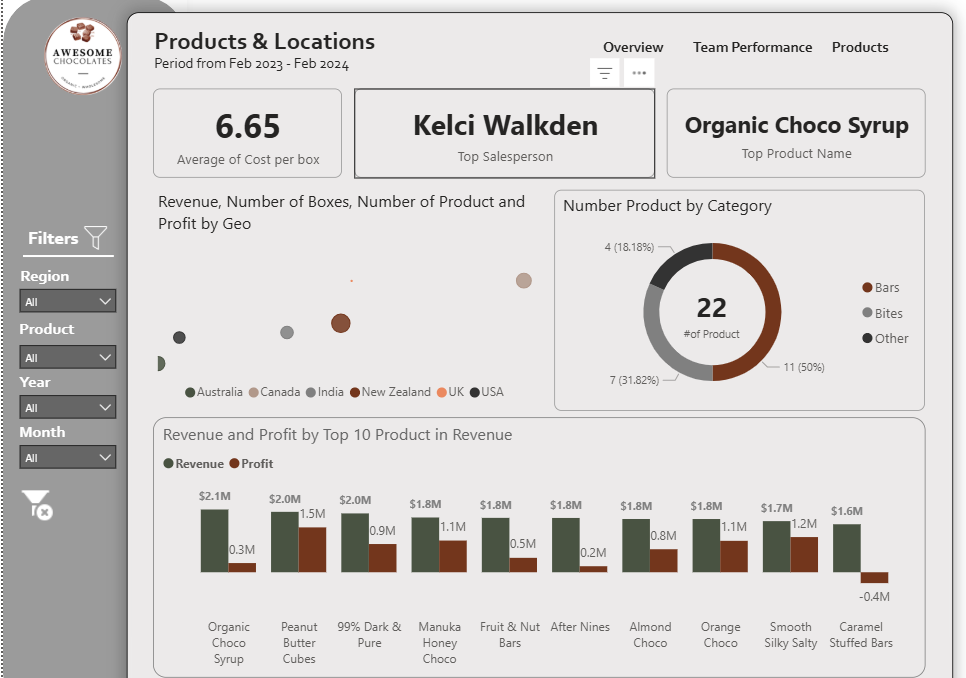 AWESOME
CHOCOLATES
Products & Locations
Period from Feb 2023 - Feb 2024
Overview
Team Performance
Products
6.65
Average of Cost per box
Kelci Walkden
Top Salesperson
Organic Choco Syrup
Top Product Name
Filters
Region
All
Product
All
Year
All
Month
All
Revenue, Number of Boxes, Number of Product and
Profit by Geo
Australia
Canada
India
New Zealand
UK
USA
Number Product by Category
4 (18.18%)
22
#of Product
7 (31.82%)
11 (50%)
Bars
Bites
Other
Revenue and Profit by Top 10 Product in Revenue
Revenue
Profit
$2.1M
0.3M
$2.0M
1.5M
$2.0M
0.9M
$1.8M
1.1M
$1.8M
0.5M
$1.8M
0.2M
$1.8M
0.8M
$1.8M
1.1M
$1.7M
1.2M
$1.6M
-0.4M
Organic
Choco
Syrup
Peanut
Butter
Cubes
99% Dark &
Pure
Manuka
Honey
Choco
Fruit & Nut
Bars
After Nines
Almond
Choco
Orange
Choco
Smooth
Silky Salty
Caramel
Stuffed Bars